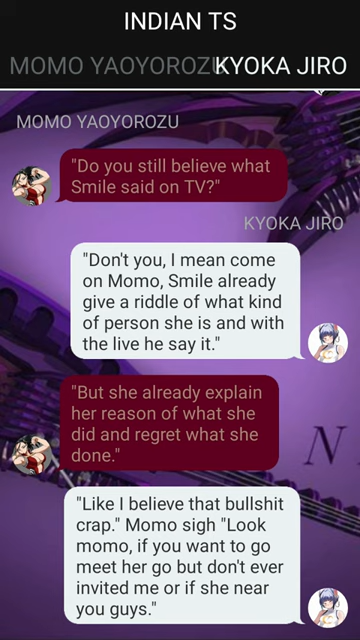 INDIAN TS
MOMO YAOYOROZU KYOKA JIRO
MOMO YAOYOROZU
"Do you still believe what
Smile said on TV?"
KYOKA JIRO
"Don't you, I mean come
on Momo, Smile already
give a riddle of what kind
of person she is and with
the live he say it."
"But she already explain
her reason of what she
did and regret what she
done."
N
"Like I believe that bullshit
crap." Momo sigh "Look
momo, if you want to go
meet her go but don't ever
invited me or if she near
you guys."